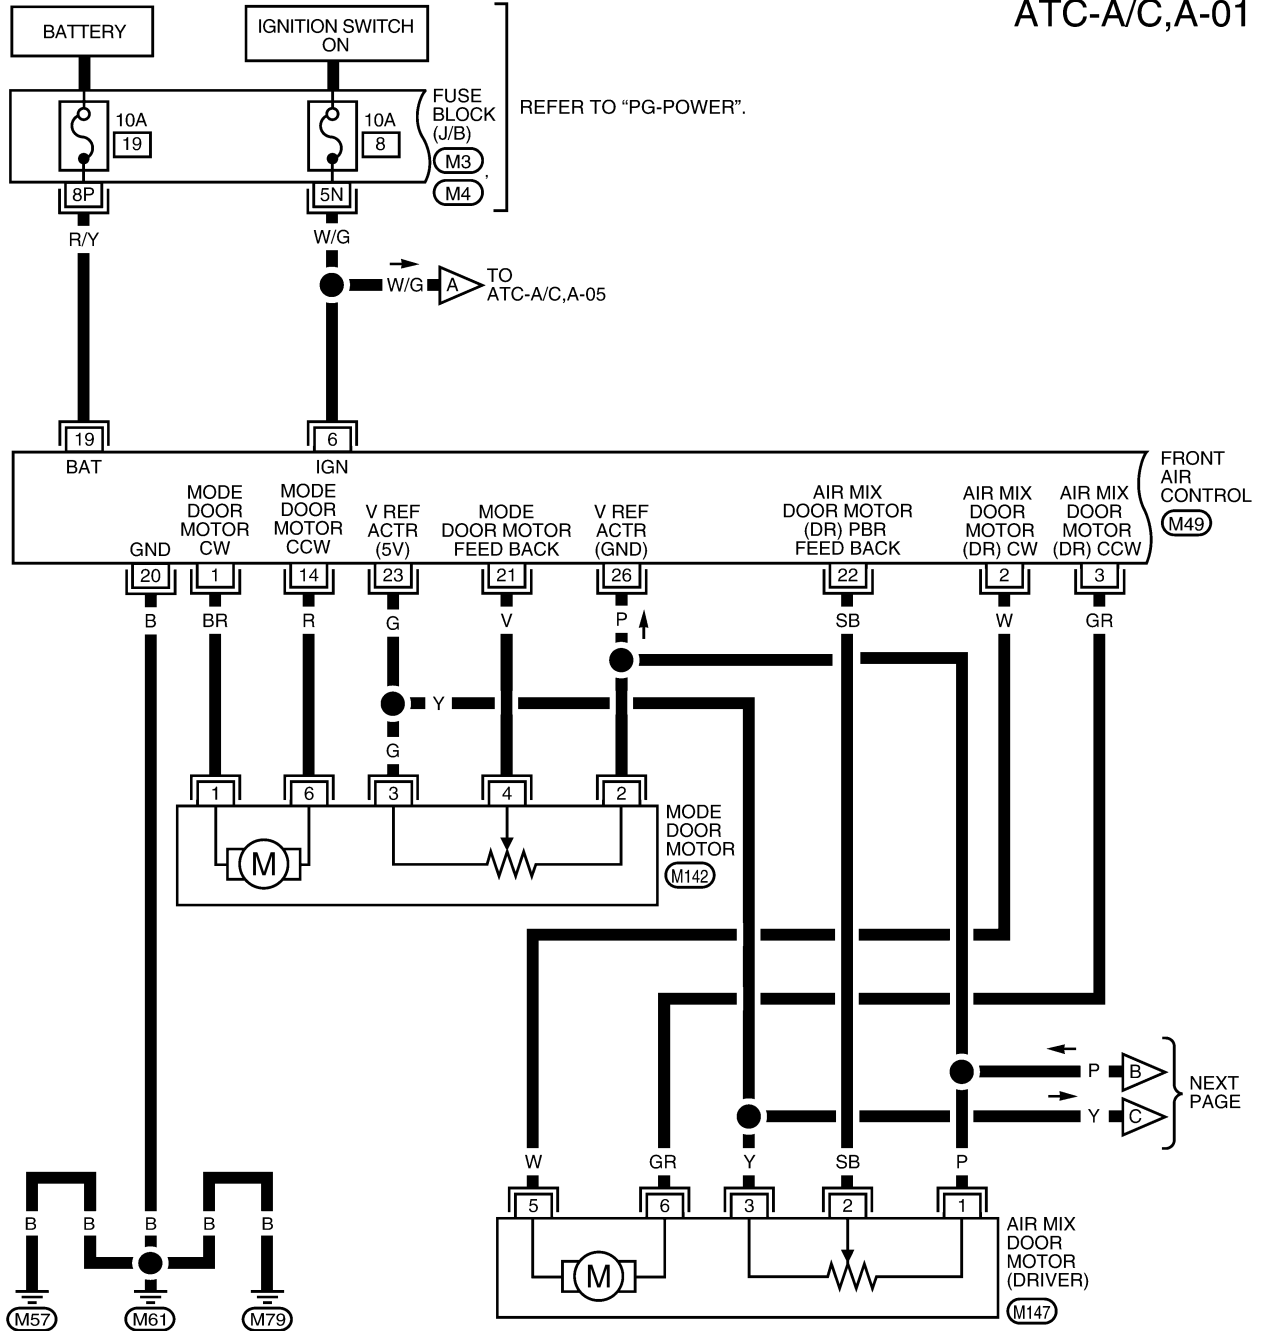 ATC-A/C,A-01
BATTERY
IGNITION SWITCH
ON
REFER TO “PG-POWER”.
10A
19
10A
8
FUSE
BLOCK
(J/B)
M3
,
M4
8P
5N
R/Y
W/G
W/G
A
TO
ATC-A/C,A-05
19
6
BAT
IGN
FRONT
AIR
CONTROL
M49
GND
MODE
DOOR
MOTOR
CW
MODE
DOOR
MOTOR
CCW
V REF
ACTR
(5V)
MODE
DOOR MOTOR
FEED BACK
V REF
ACTR
(GND)
AIR MIX
DOOR MOTOR
(DR) PBR
FEED BACK
AIR MIX
DOOR
MOTOR
(DR) CW
AIR MIX
DOOR
MOTOR
(DR) CCW
20
1
14
23
21
26
22
2
3
B
BR
R
G
V
P
SB
W
GR
Y
G
1
6
3
4
2
M
MODE
DOOR
MOTOR
M142
P
B
Y
C
NEXT
PAGE
W
GR
Y
SB
P
5
6
3
2
1
M
AIR MIX
DOOR
MOTOR
(DRIVER)
M147
B
B
B
B
B
M57
M61
M79